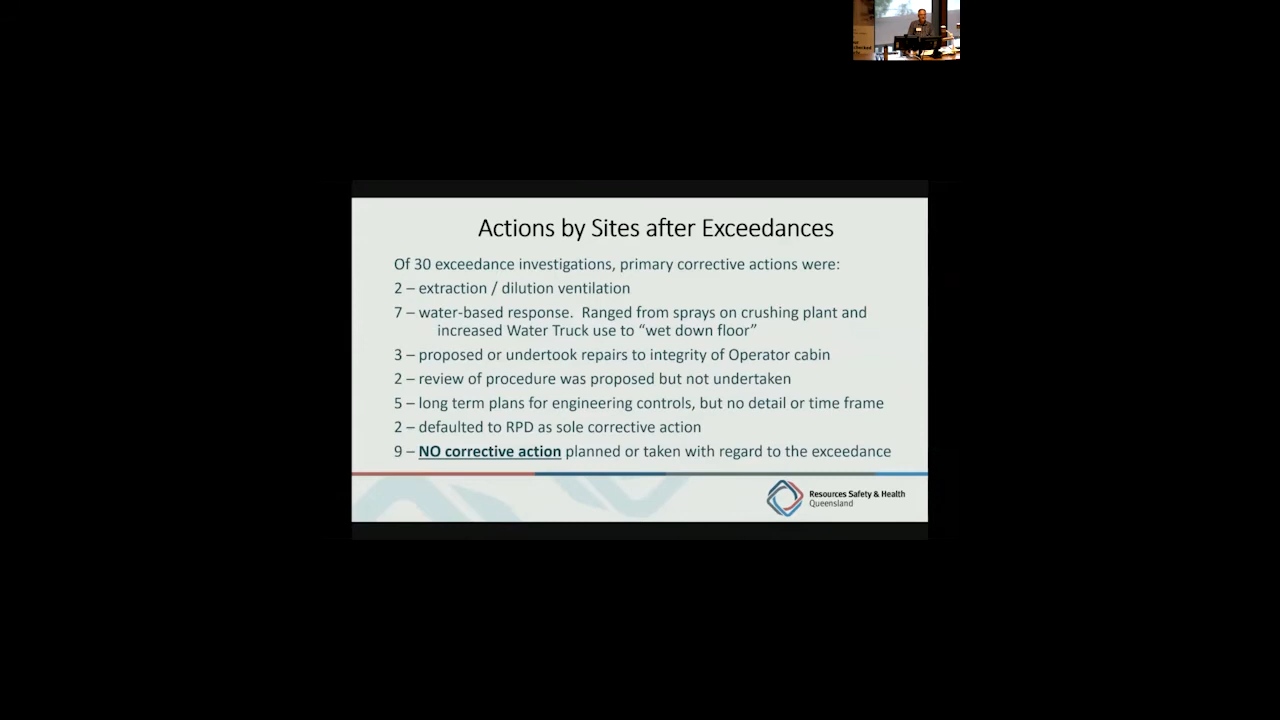 Actions by Sites after Exceedances
Of 30 exceedance investigations, primary corrective actions were:
2 – extraction / dilution ventilation
7 – water-based response.  Ranged from sprays on crushing plant and
increased Water Truck use to “wet down floor”
3 – proposed or undertook repairs to integrity of Operator cabin
2 – review of procedure was proposed but not undertaken
5 – long term plans for engineering controls, but no detail or time frame
2 – defaulted to RPD as sole corrective action
9 – NO corrective action planned or taken with regard to the exceedance
Resources Safety & Health
Queensland